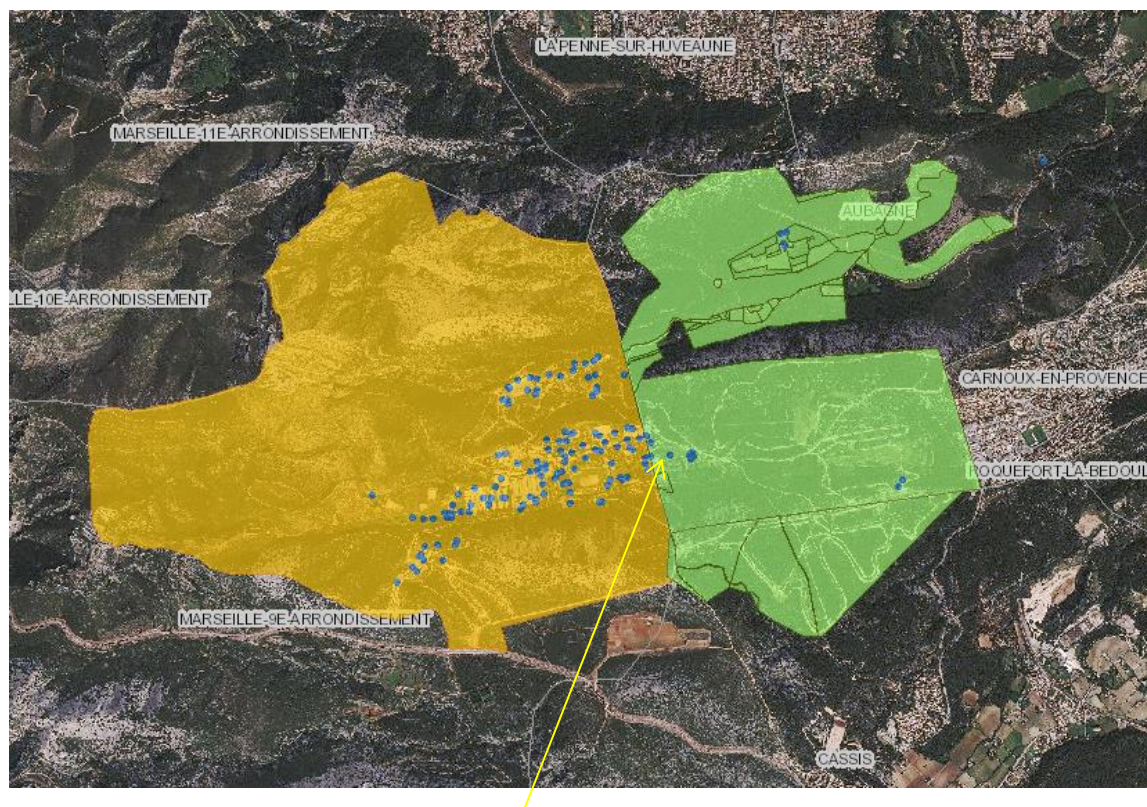 LA PENNE-SUR-HUVEAUNE
MARSEILLE-11E-ARRONDISSEMENT
AUBAGNE
LLE-10E-ARRONDISSEMENT
CARNOUX-EN-PROVENCE
ROQUEFORT-LA-BEDOUL
MARSEILLE-9E-ARRONDISSEMENT
CASSIS